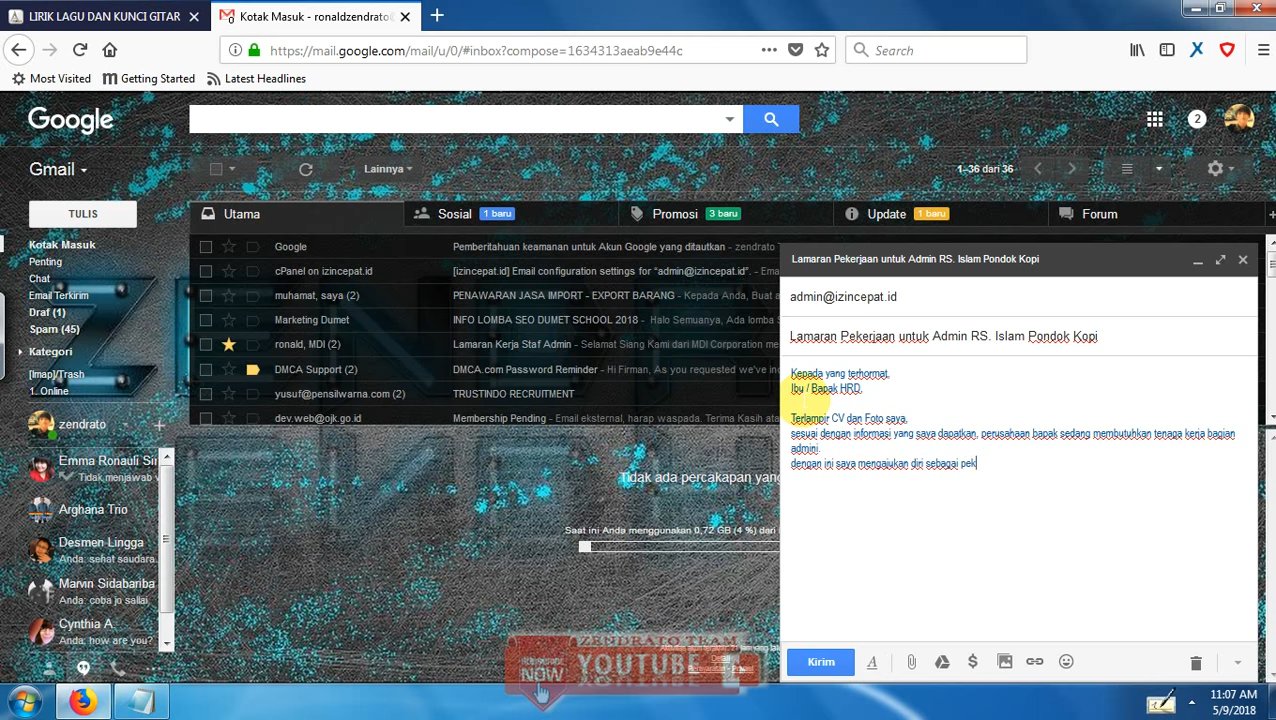 LIRIK LAGU DAN KUNCI GITAR
Kotak Masuk - ronaldzendrato@
https://mail.google.com/mail/u/0/#inbox?compose=1634313aeab9e44c
Search
Most Visited
Getting Started
Latest Headlines
Google
2
Gmail
Lainnya
1–36 dari 36
TULIS
Utama
Sosial
1 baru
Promosi
3 baru
Update
1 baru
Forum
Kotak Masuk
Penting
Chat
Email Terkirim
Draf (1)
Spam (45)
Kategori
[Imap]/Trash
1. Online
Google Pemberitahuan keamanan untuk Akun Google yang ditautkan - zendrato
cPanel on izincepat.id [izincepat.id] Email configuration settings for “admin@izincepat.id”. - Ema
muhamat, saya (2) PENAWARAN JASA IMPORT - EXPORT BARANG - Kepada Anda, Buat a
Marketing Dumet INFO LOMBA SEO DUMET SCHOOL 2018 - Halo Semuanya, Ada lomba
ronald, MDI (2) Lamaran Kerja Staf Admin - Selamat Siang Kami dari MDI Corporation men
DMCA Support (2) DMCA.com Password Reminder - Hi Firman, As you requested we've inc
yusuf@pensilwarna.com (2) TRUSTINDO RECRUITMENT
dev.web@ojk.go.id Membership Pending - Email eksternal, harap waspada. Terima Kasih ata
zendrato
Emma Ronauli Sir
Tidak menjawab v
Arghana Trio
Desmen Lingga
Anda: sehat saudara..
Marvin Sidabariba
Anda: coba jo sallai,
Cynthia A.
Anda: how are you?
Tidak ada percakapan yang
Saat ini Anda menggunakan 0,72 GB (4 %) dari
Lamaran Pekerjaan untuk Admin RS. Islam Pondok Kopi
admin@izincepat.id
Lamaran Pekerjaan untuk Admin RS. Islam Pondok Kopi
Kepada yang terhormat,
Ibu / Bapak HRD,
Terlampir CV dan Foto saya,
sesuai dengan informasi yang saya dapatkan, perusahaan bapak sedang membutuhkan tenaga kerja bagian
admini.
dengan ini saya mengajukan diri sebagai pek
Kirim
ZENDRATO TEAM
NOW
YOUTUBE
Detail
11:07 AM
5/9/2018